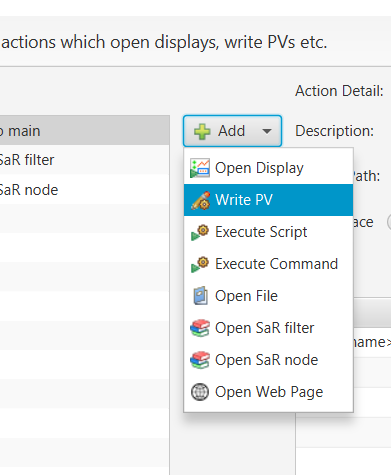 actions which open displays, write PVs etc.
Action Detail:
o main
Add
Description:
SaR filter
Open Display
Path:
SaR node
Write PV
ace
Execute Script
Execute Command
Open File
Open SaR filter
name>
Open SaR node
Open Web Page